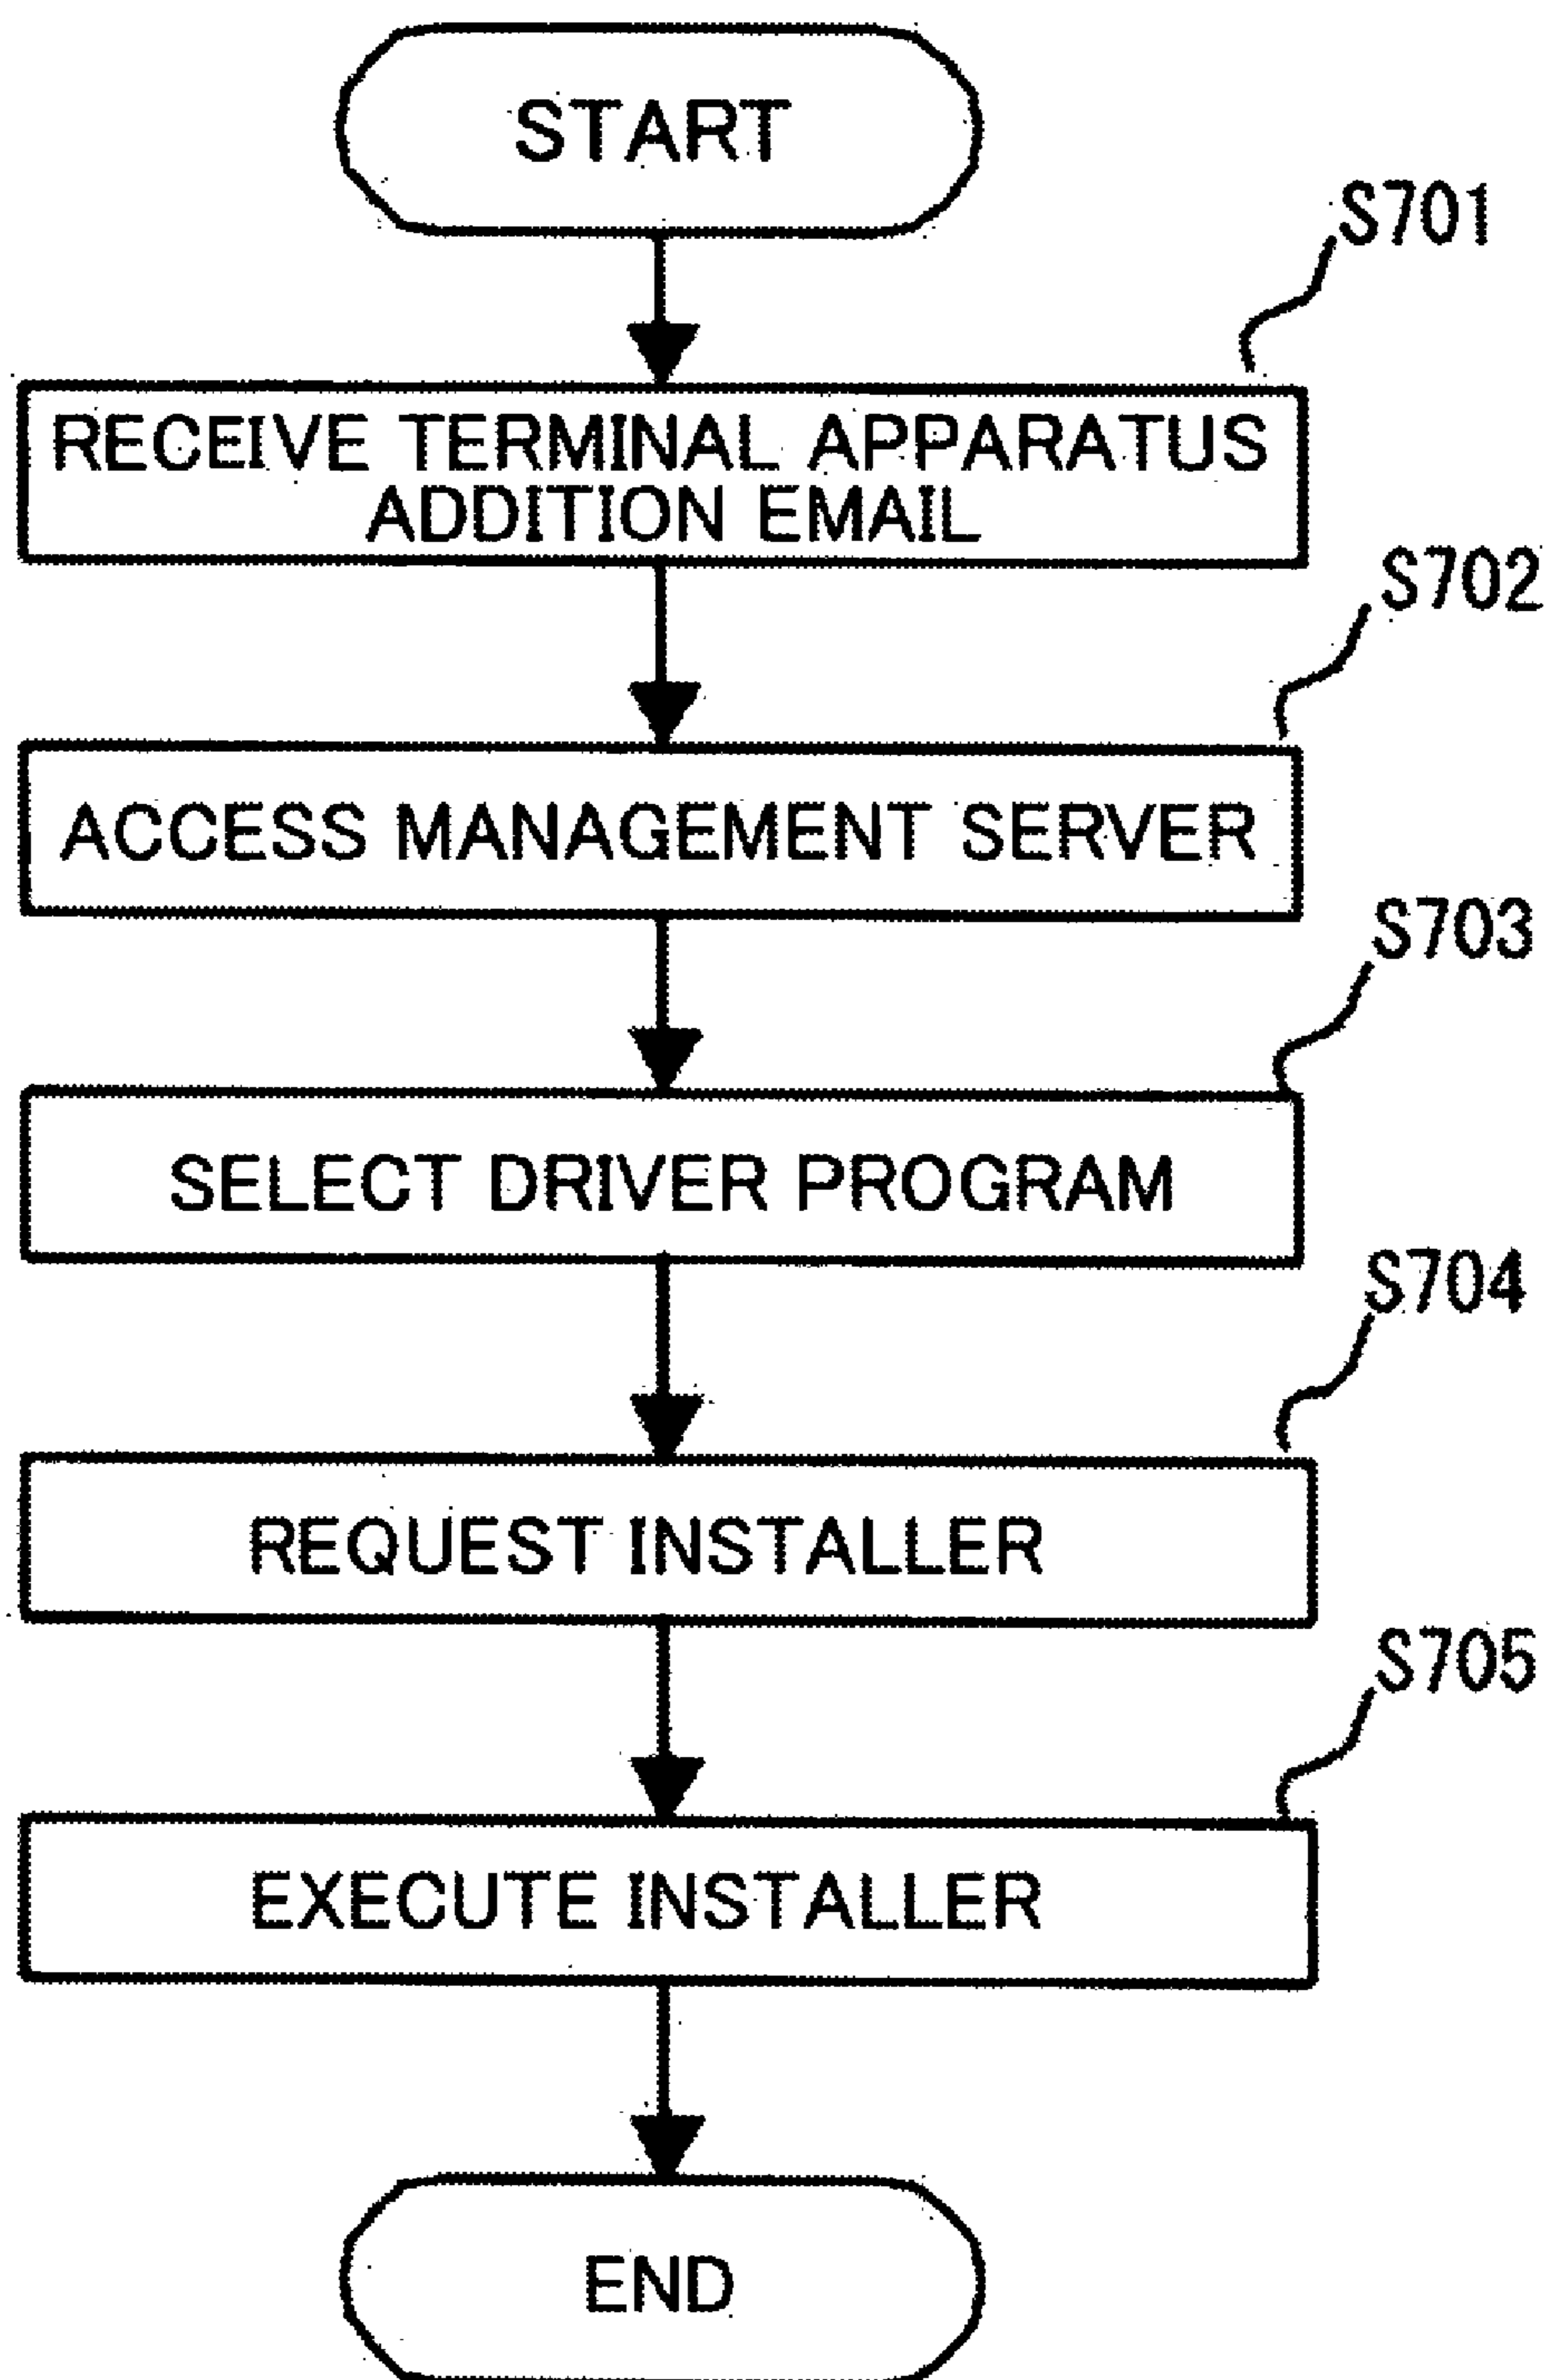 START
S701
RECEIVE TERMINAL APPARATUS
ADDITION EMAIL
S702
ACCESS MANAGEMENT SERVER
S703
SELECT DRIVER PROGRAM
S704
REQUEST INSTALLER
S705
EXECUTE INSTALLER
END